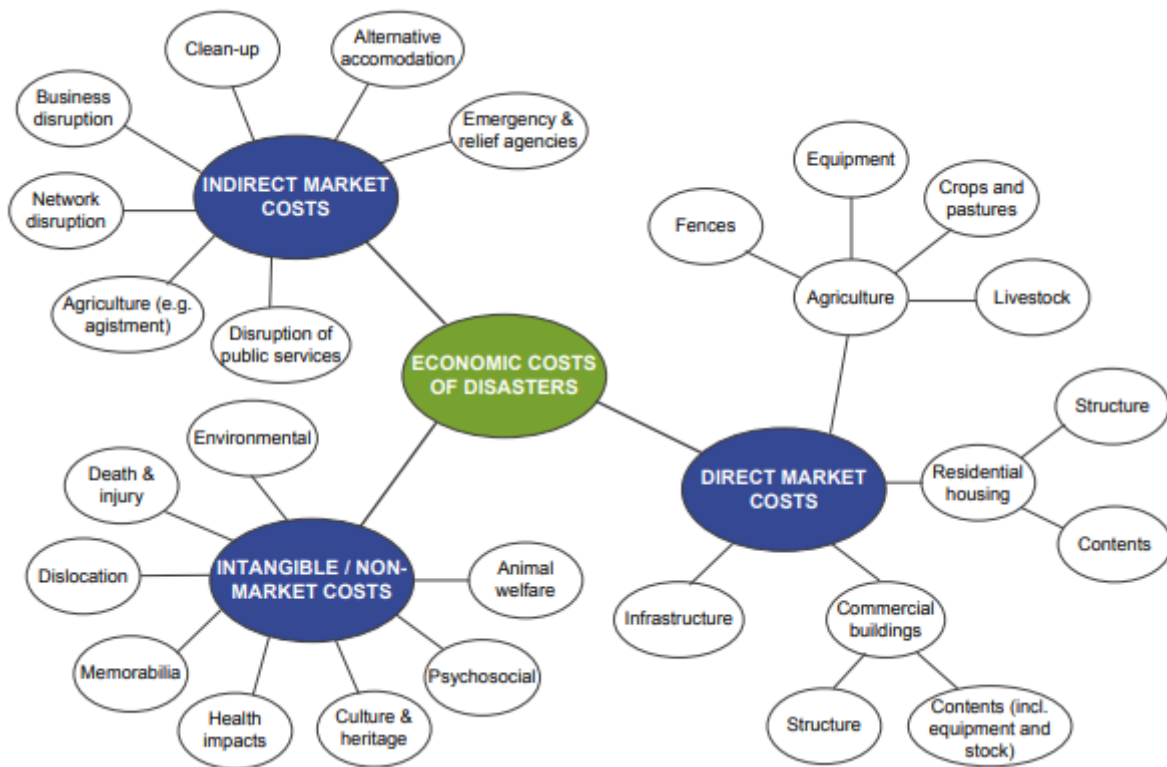 Clean-up
Alternative
accomodation
Business
disruption
Emergency &
relief agencies
INDIRECT MARKET
COSTS
Network
disruption
Agriculture (e.g.
agistment)
Disruption of
public services
ECONOMIC COSTS
OF DISASTERS
Equipment
Crops and
pastures
Fences
Agriculture
Livestock
Structure
DIRECT MARKET
COSTS
Residential
housing
Contents
Infrastructure
Commercial
buildings
Structure
Contents (incl.
equipment and
stock)
Environmental
Death &
injury
Dislocation
INTANGIBLE / NON-
MARKET COSTS
Animal
welfare
Memorabilia
Psychosocial
Health
impacts
Culture &
heritage